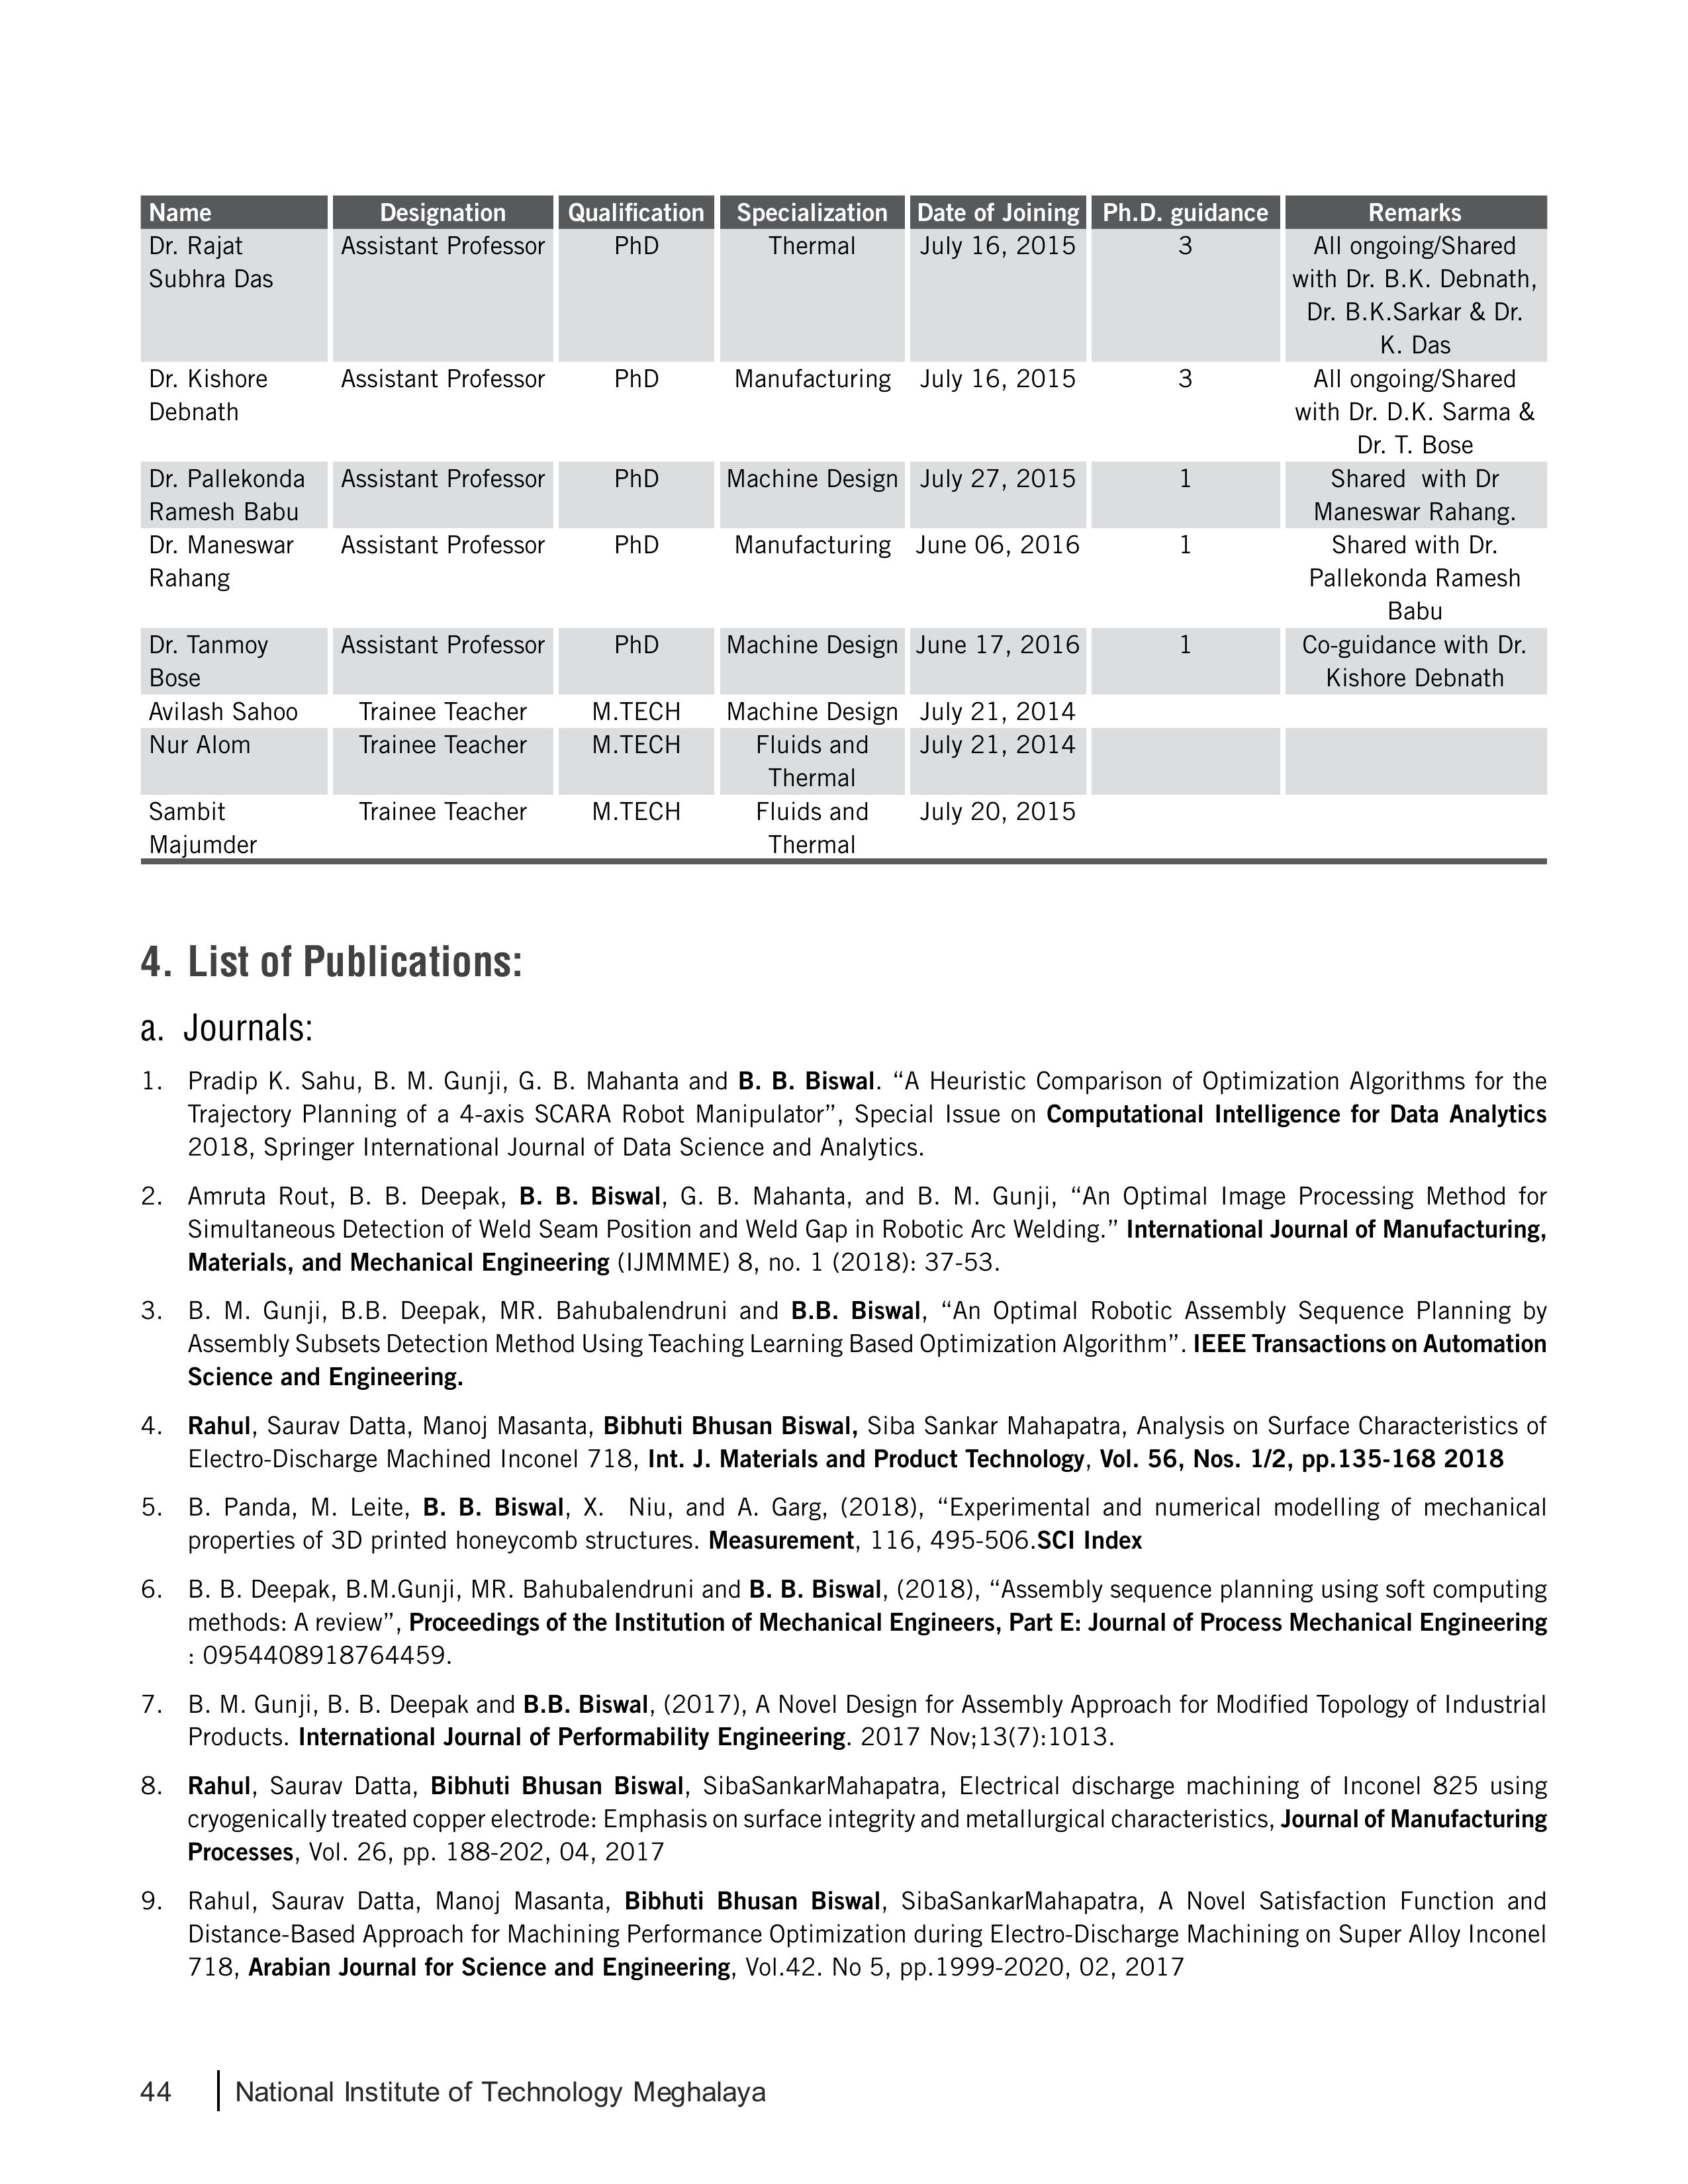 Name Designation Qualification Specialization Date of Joining Ph.D. guidance Remarks
Dr. Rajat Assistant Professor PhD Thermal July 16, 2015 3 All ongoing/Shared
Subhra Das with Dr. B.K. Debnath,
Dr. B.K.Sarkar & Dr.
K. Das
Dr. Kishore Assistant Professor PhD Manufacturing July 16, 2015 3 All ongoing/Shared
Debnath with Dr. D.K. Sarma &
Dr. T. Bose
Dr. Pallekonda Assistant Professor PhD Machine Design July 27, 2015 1 Shared with Dr
Ramesh Babu Maneswar Rahang.
Dr. Maneswar Assistant Professor PhD Manufacturing June 06, 2016 1 Shared with Dr.
Rahang Pallekonda Ramesh
Babu
Dr. Tanmoy Assistant Professor PhD Machine Design June 17, 2016 1 Co-guidance with Dr.
Bose Kishore Debnath
Avilash Sahoo Trainee Teacher M.TECH Machine Design July 21, 2014
Nur Alom Trainee Teacher M.TECH Fluids and July 21, 2014
Thermal
Sambit Trainee Teacher M.TECH Fluids and July 20, 2015
Majumder Thermal
4. List of Publications:
a. Journals:
1. Pradip K. Sahu, B. M. Gunji, G. B. Mahanta and B. B. Biswal. “A Heuristic Comparison of Optimization Algorithms for the
Trajectory Planning of a 4-axis SCARA Robot Manipulator”, Special Issue on Computational Intelligence for Data Analytics
2018, Springer International Journal of Data Science and Analytics.
2. Amruta Rout, B. B. Deepak, B. B. Biswal, G. B. Mahanta, and B. M. Gunji, “An Optimal Image Processing Method for
Simultaneous Detection of Weld Seam Position and Weld Gap in Robotic Arc Welding.” International Journal of Manufacturing,
Materials, and Mechanical Engineering (IJMMME) 8, no. 1 (2018): 37-53.
3. B. M. Gunji, B.B. Deepak, MR. Bahubalendruni and B.B. Biswal, “An Optimal Robotic Assembly Sequence Planning by
Assembly Subsets Detection Method Using Teaching Learning Based Optimization Algorithm”. IEEE Transactions on Automation
Science and Engineering.
4. Rahul, Saurav Datta, Manoj Masanta, Bibhuti Bhusan Biswal, Siba Sankar Mahapatra, Analysis on Surface Characteristics of
Electro-Discharge Machined Inconel 718, Int. J. Materials and Product Technology, Vol. 56, Nos. 1/2, pp.135-168 2018
5. B. Panda, M. Leite, B. B. Biswal, X. Niu, and A. Garg, (2018), “Experimental and numerical modelling of mechanical
properties of 3D printed honeycomb structures. Measurement, 116, 495-506.SCI Index
6. B. B. Deepak, B.M.Gunji, MR. Bahubalendruni and B. B. Biswal, (2018), “Assembly sequence planning using soft computing
methods: A review”, Proceedings of the Institution of Mechanical Engineers, Part E: Journal of Process Mechanical Engineering
: 0954408918764459.
7. B. M. Gunji, B. B. Deepak and B.B. Biswal, (2017), A Novel Design for Assembly Approach for Modified Topology of Industrial
Products. International Journal of Performability Engineering. 2017 Nov;13(7):1013.
8. Rahul, Saurav Datta, Bibhuti Bhusan Biswal, SibaSankarMahapatra, Electrical discharge machining of Inconel 825 using
cryogenically treated copper electrode: Emphasis on surface integrity and metallurgical characteristics, Journal of Manufacturing
Processes, Vol. 26, pp. 188-202, 04, 2017
9. Rahul, Saurav Datta, Manoj Masanta, Bibhuti Bhusan Biswal, SibaSankarMahapatra, A Novel Satisfaction Function and
Distance-Based Approach for Machining Performance Optimization during Electro-Discharge Machining on Super Alloy Inconel
718, Arabian Journal for Science and Engineering, Vol.42. No 5, pp.1999-2020, 02, 2017
44 National Institute of Technology Meghalaya